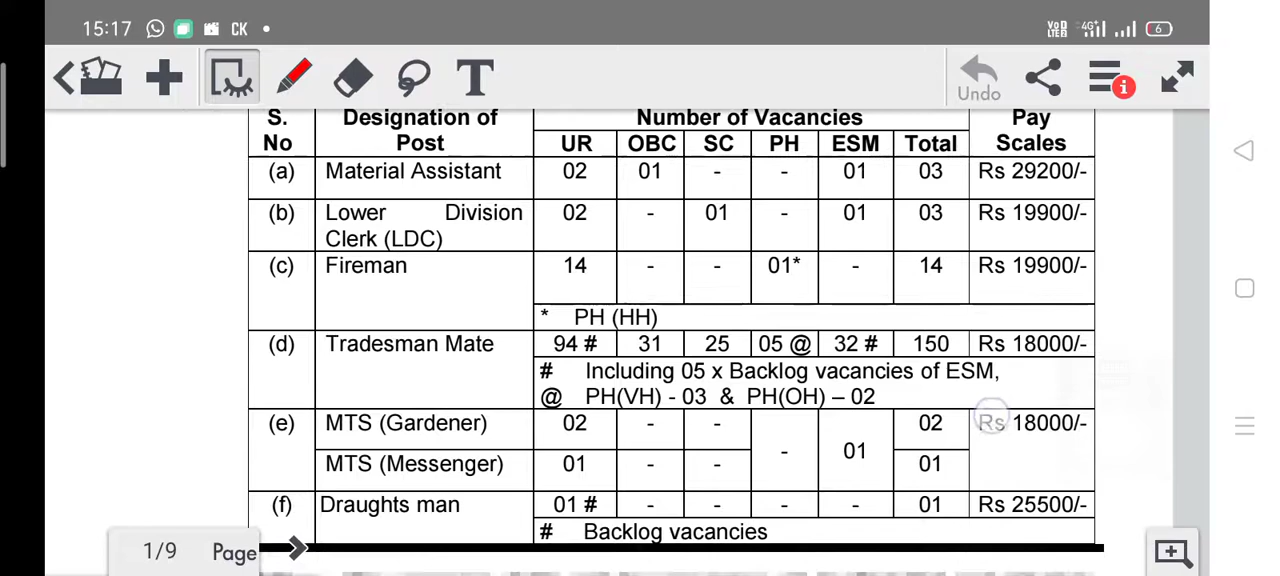 15:17 CK VoD LTE 4G 6
T Undo i
S. No Designation of Post Number of Vacancies Pay Scales
UR OBC SC PH ESM Total
(a) Material Assistant 02 01 - - 01 03 Rs 29200/-
(b) Lower Division Clerk (LDC) 02 - 01 - 01 03 Rs 19900/-
(c) Fireman 14 - - 01* - 14 Rs 19900/-
* PH (HH)
(d) Tradesman Mate 94 # 31 25 05 @ 32 # 150 Rs 18000/-
# Including 05 x Backlog vacancies of ESM,
@ PH(VH) - 03 & PH(OH) – 02
(e) MTS (Gardener) 02 - - - 01 02 Rs 18000/-
MTS (Messenger) 01 - - 01
(f) Draughts man 01 # - - - - 01 Rs 25500/-
# Backlog vacancies
1/9 Page